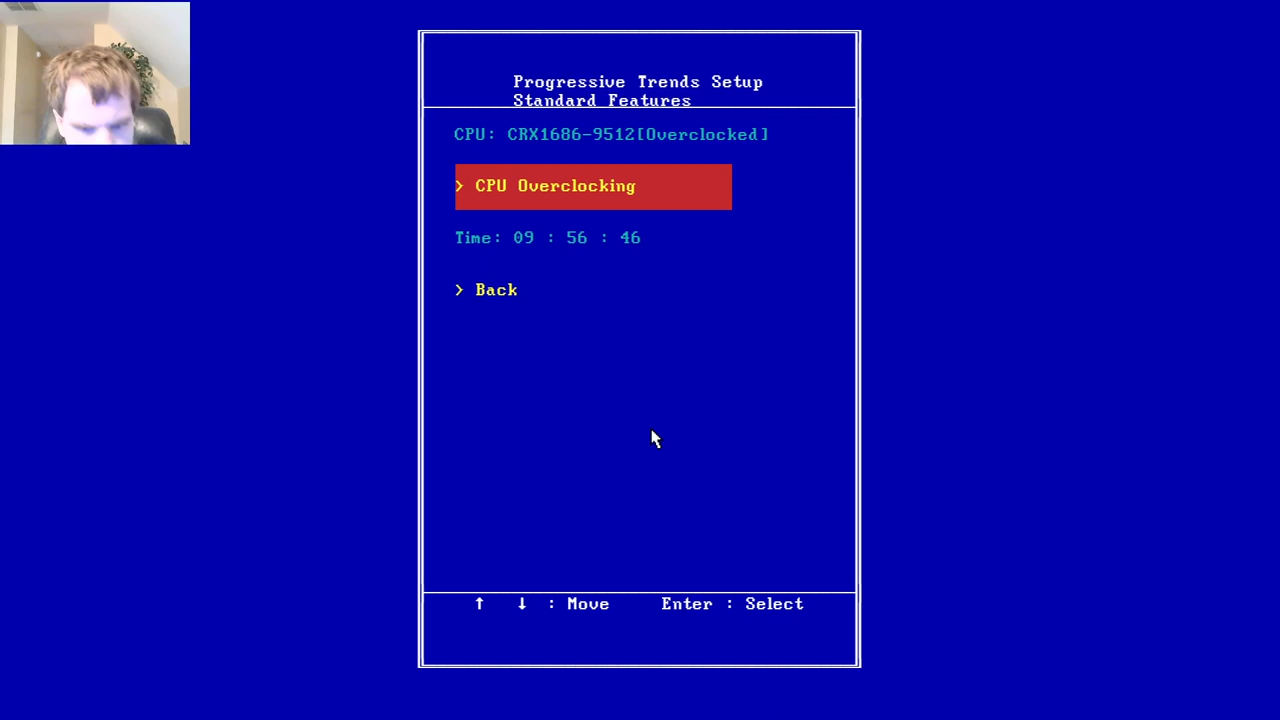 Progressive Trends Setup
Standard Features
CPU: CRX1686-9512[Overclocked]
> CPU Overclocking
Time: 09 : 56 : 46
> Back
↑ ↓ : Move Enter : Select